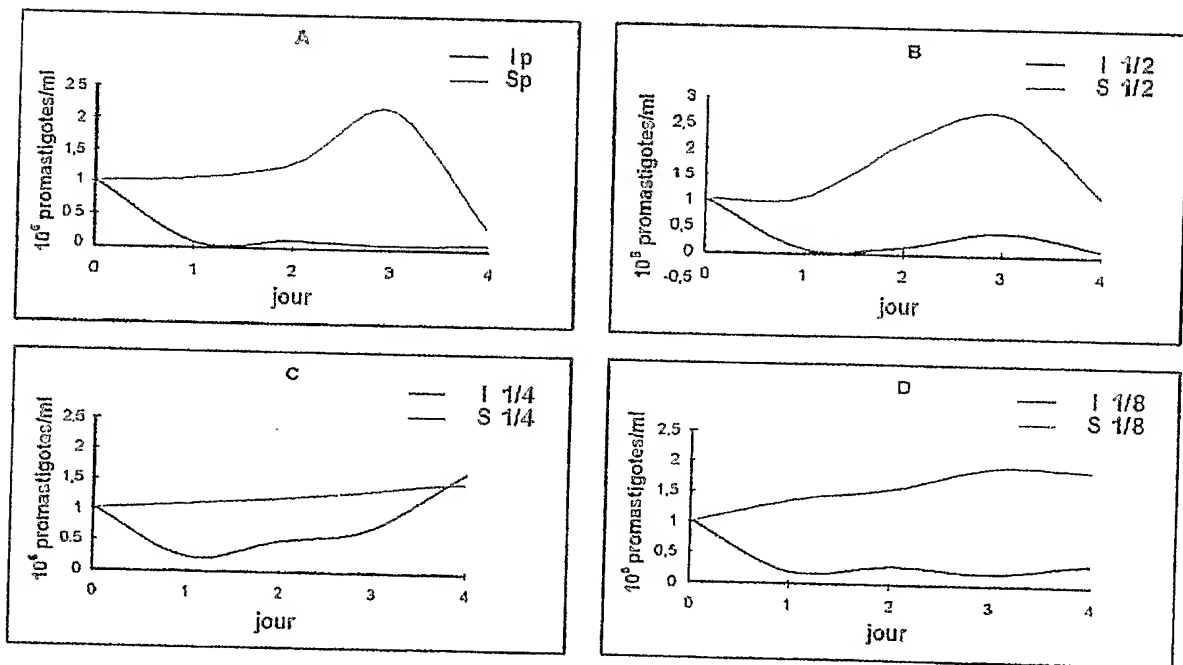 A
Ip
Sp
10⁶ promastigotes/ml
2.5
2
1.5
1
0.5
0
0 1 2 3 4
jour
B
I 1/2
S 1/2
10⁶ promastigotes/ml
3
2,5
2
1,5
1
0,5
0
-0,5
0 1 2 3 4
jour
C
I 1/4
S 1/4
10⁶ promastigotes/ml
2,5
2
1,5
1
0,5
0
0 1 2 3 4
jour
D
I 1/8
S 1/8
10⁶ promastigotes/ml
2,5
2
1,5
1
0,5
0
0 1 2 3 4
jour